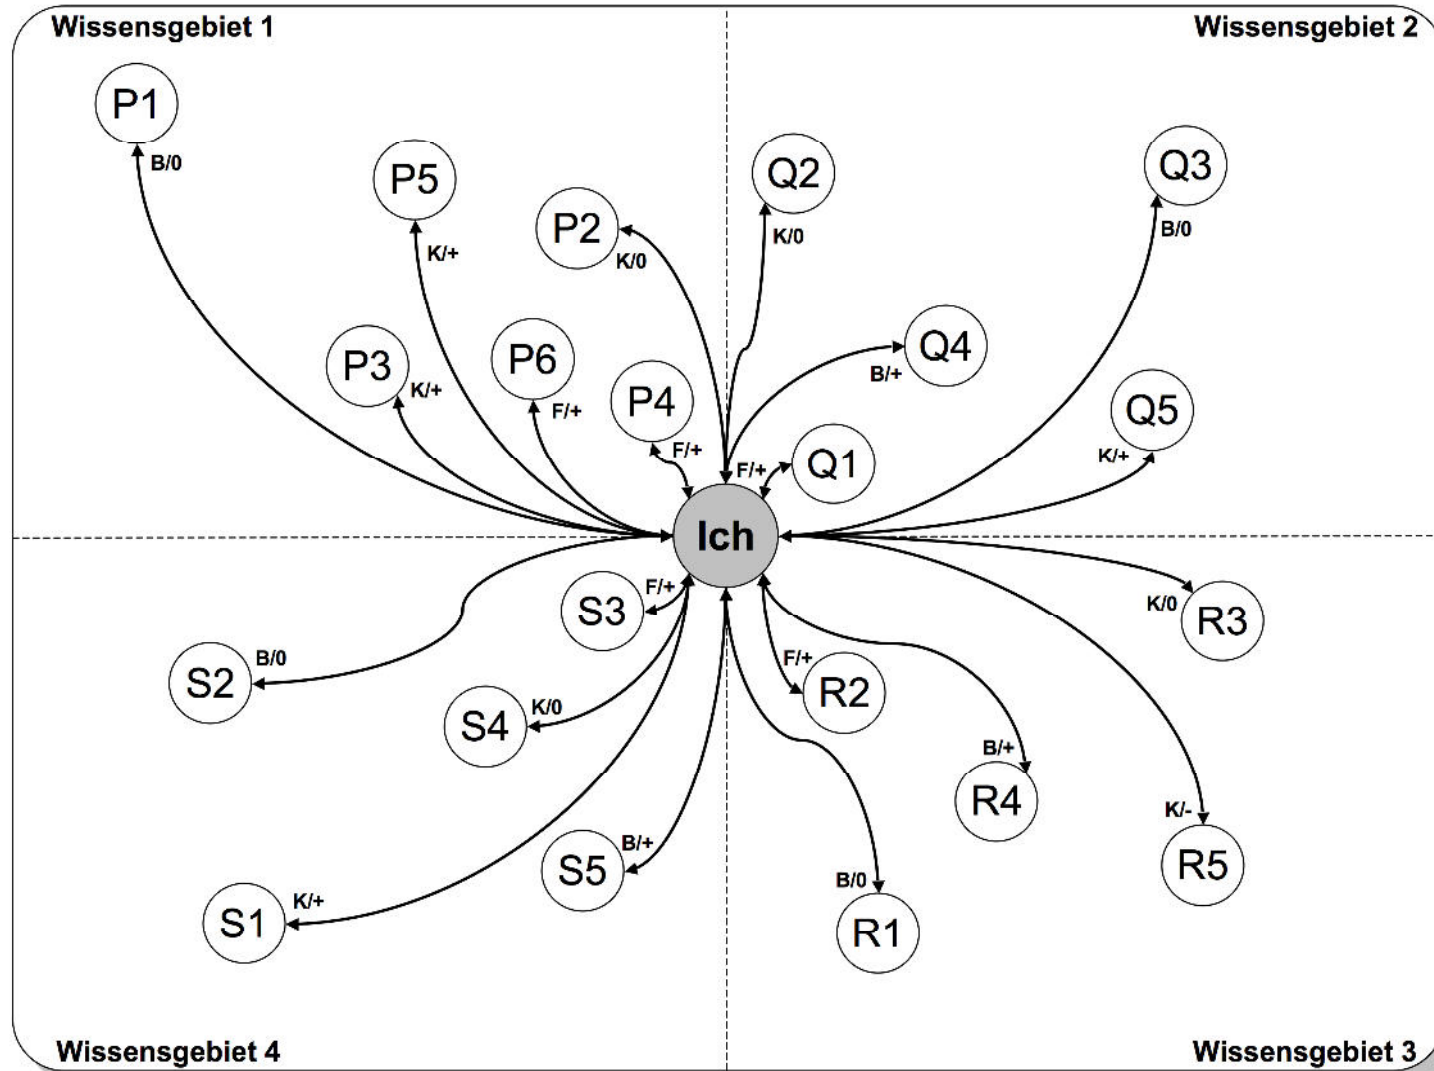 Wissensgebiet 1
Wissensgebiet 2
P1
B/0
P5
K/+
P2
K/0
Q2
K/0
Q3
B/0
P3
K/+
P6
F/+
P4
F/+
Q4
B/+
Q1
F/+
Q5
K/+
Ich
S3
F/+
S2
B/0
S4
K/0
S1
K/+
S5
B/+
R2
F/+
R3
K/0
R4
B/+
R5
K/-
R1
B/0
Wissensgebiet 4
Wissensgebiet 3